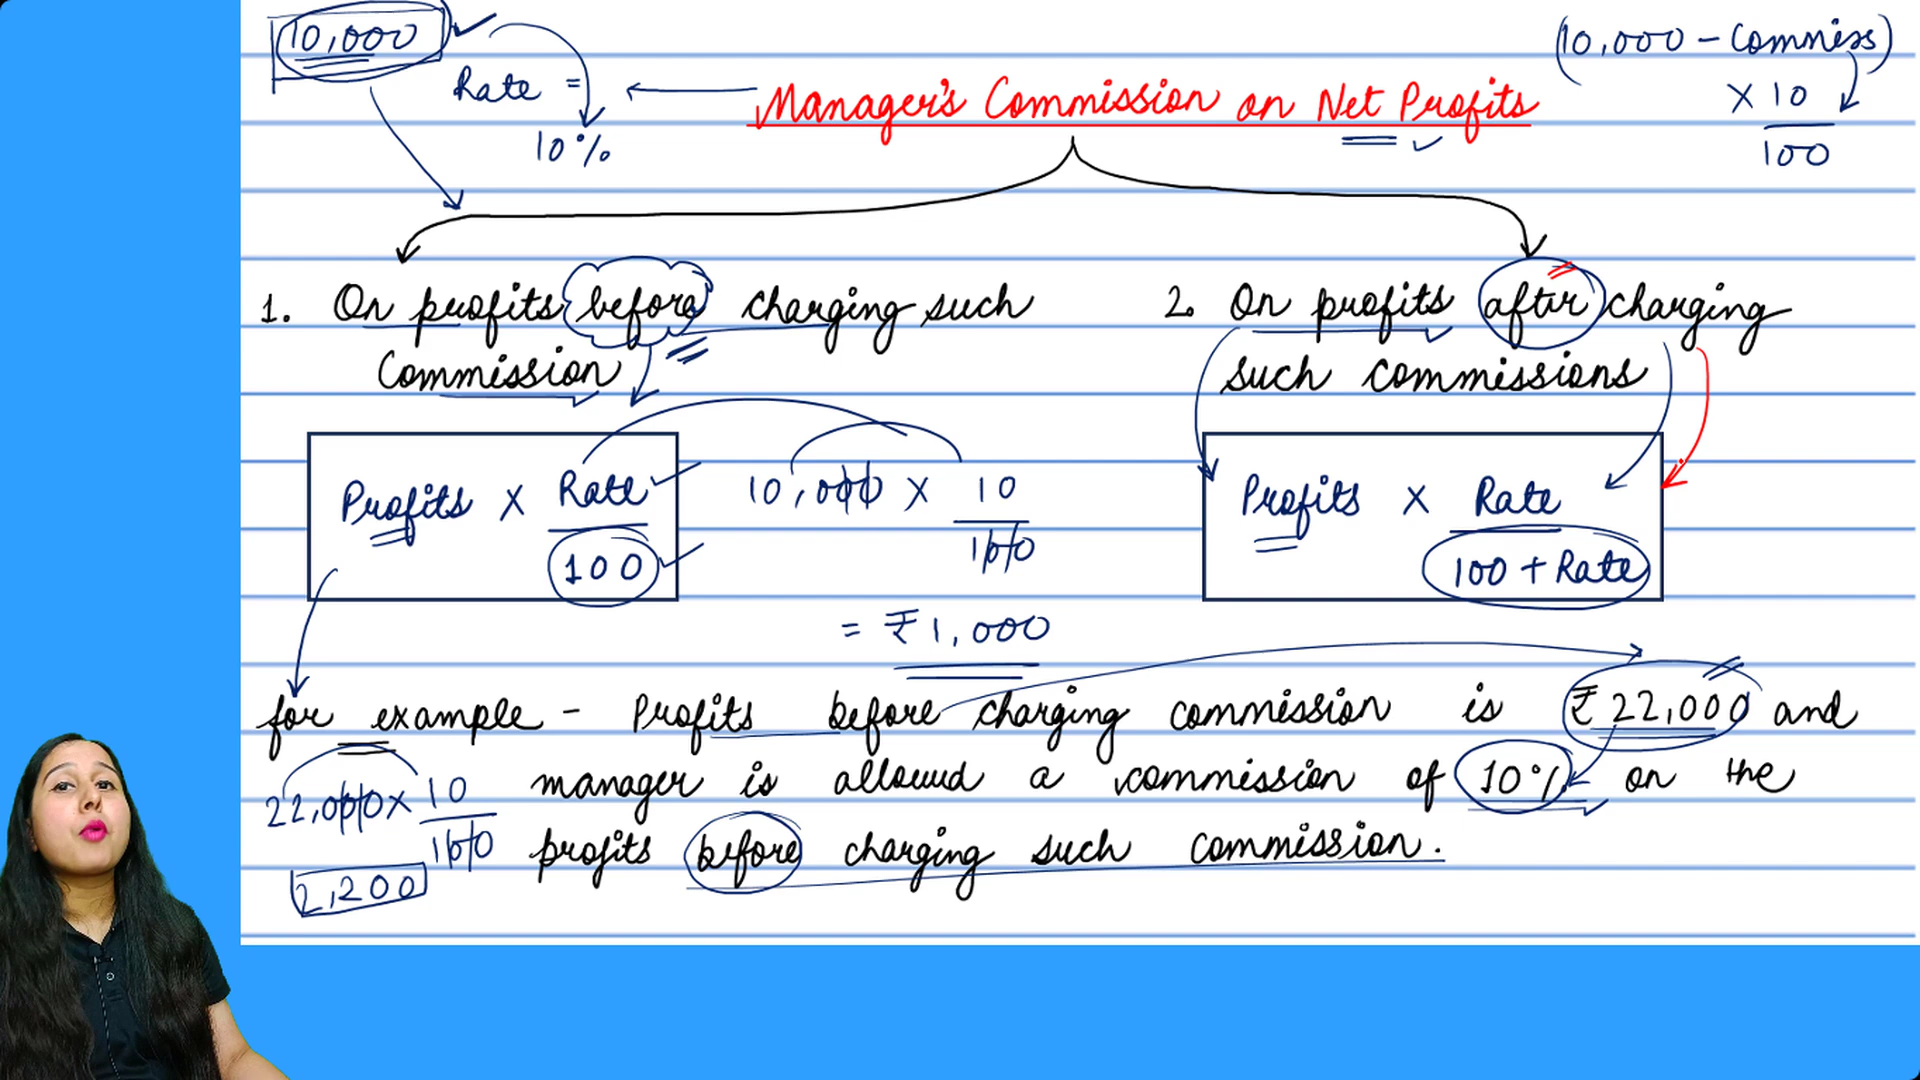 10,000
Rate =
10%
Manager's Commission on Net Profits
(10,000 - Commiss)
x 10
100
1. On profits before charging such
Commission
Profits x Rate
100
10,000 x 10
100
= ₹1,000
2. On profits after charging
such commissions
Profits x Rate
100 + Rate
for example - Profits before charging commission is ₹22,000 and
manager is allowed a commission of 10% on the
profits before charging such commission.
22,000 x 10
100
2,200